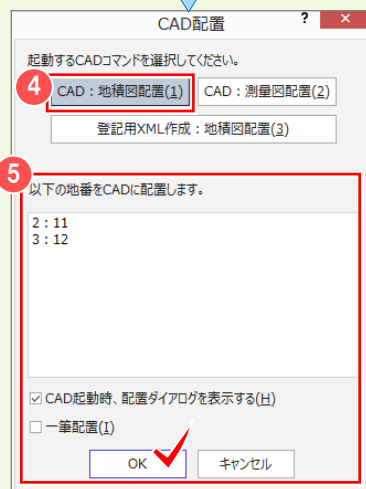 CAD配置
? ×
起動するCADコマンドを選択してください。
4
CAD：地積図配置(1) CAD：測量図配置(2)
登記用XML作成：地積図配置(3)
5
以下の地番をCADに配置します。
2：11
3：12
CAD起動時、配置ダイアログを表示する(H)
一筆配置(I)
OK キャンセル